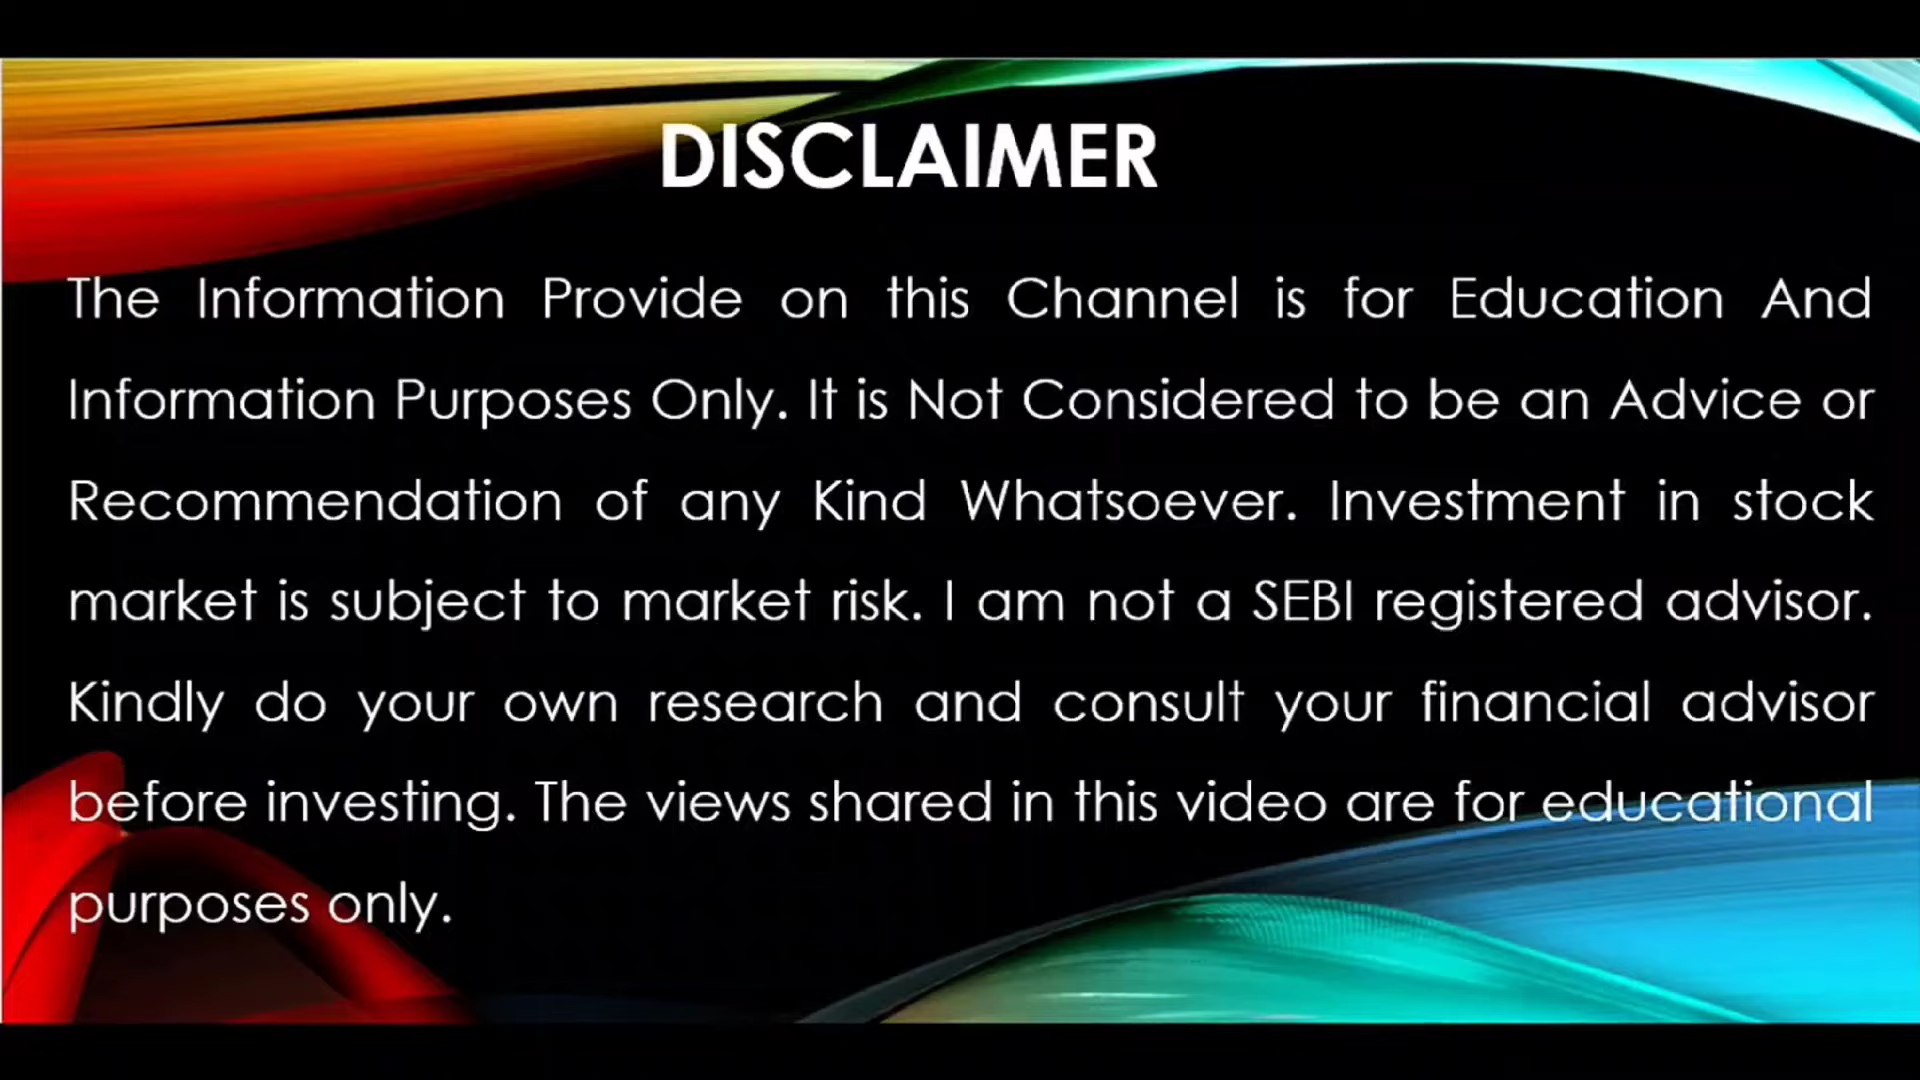 DISCLAIMER
The Information Provide on this Channel is for Education And
Information Purposes Only. It is Not Considered to be an Advice or
Recommendation of any Kind Whatsoever. Investment in stock
market is subject to market risk. I am not a SEBI registered advisor.
Kindly do your own research and consult your financial advisor
before investing. The views shared in this video are for educational
purposes only.